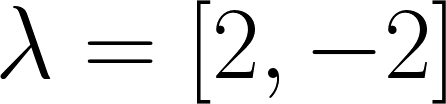 λ = [2, −2]